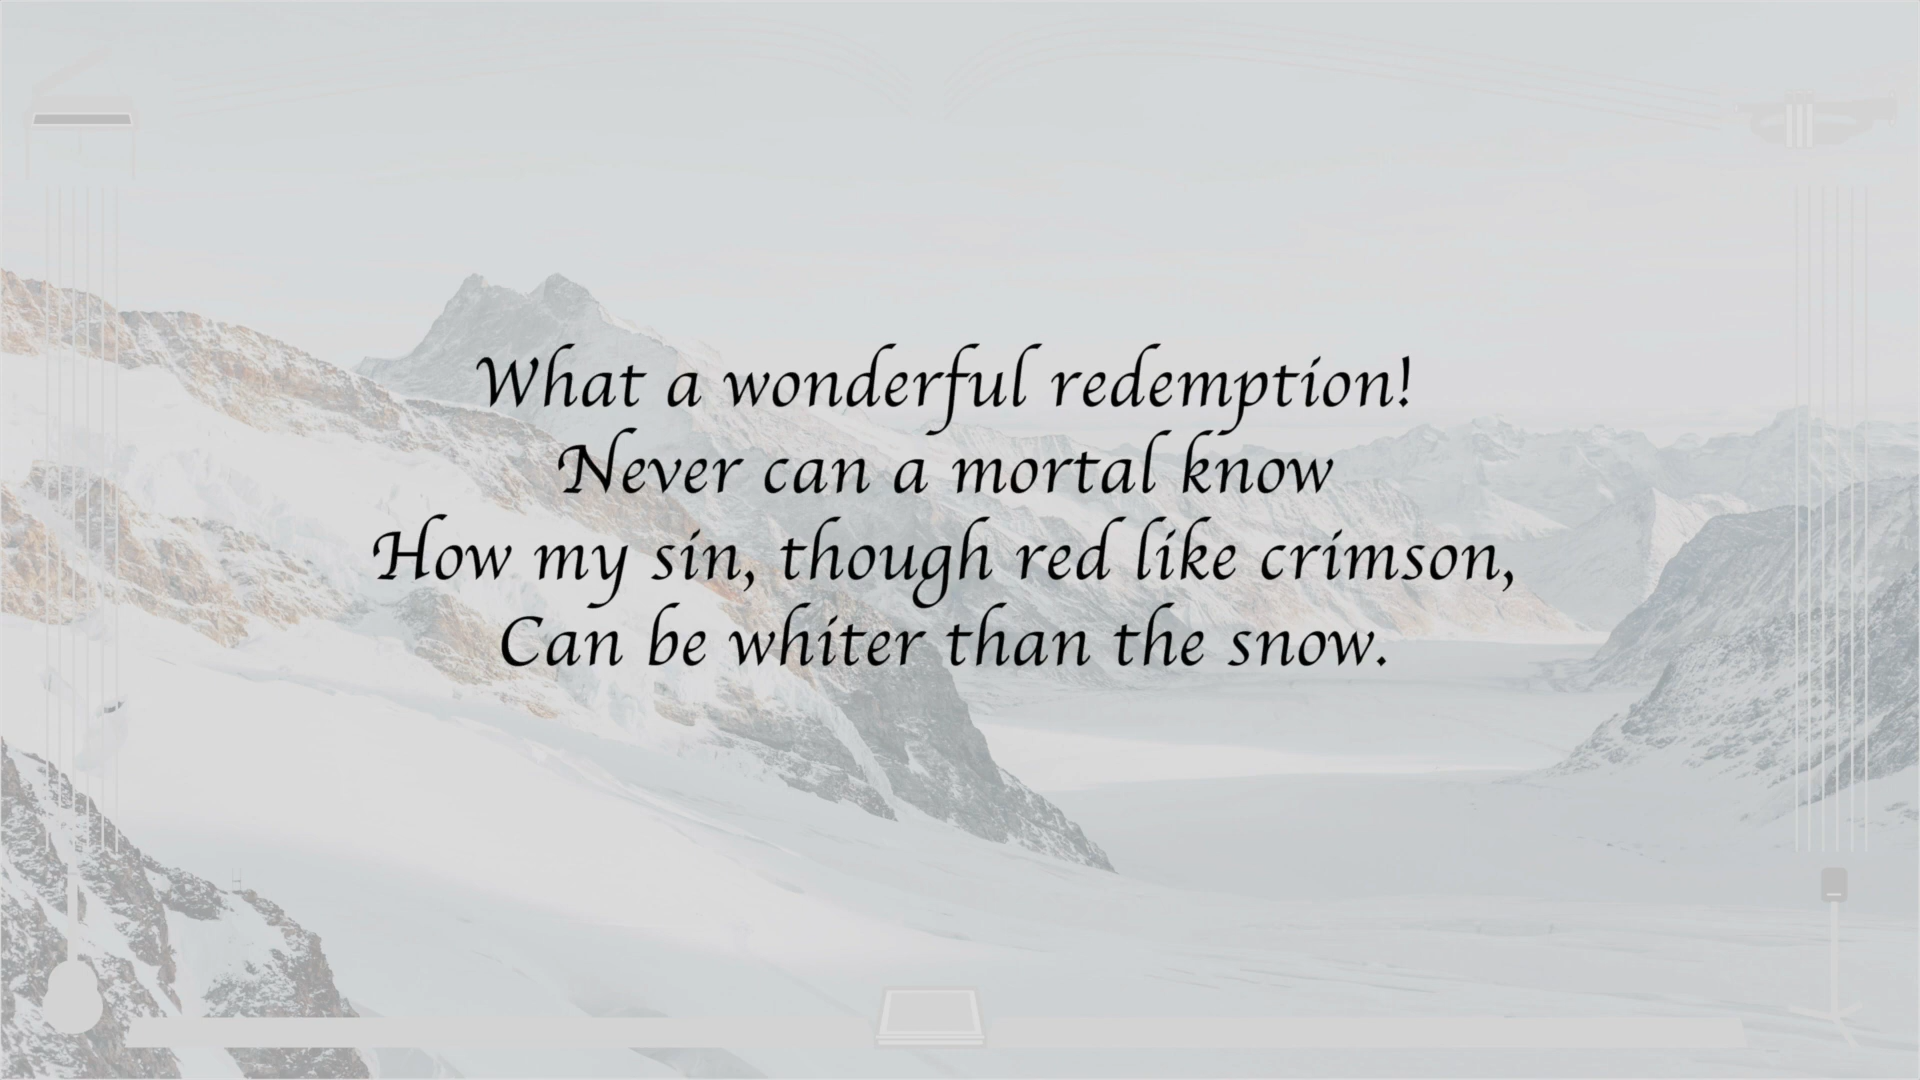 What a wonderful redemption!
Never can a mortal know
How my sin, though red like crimson,
Can be whiter than the snow.